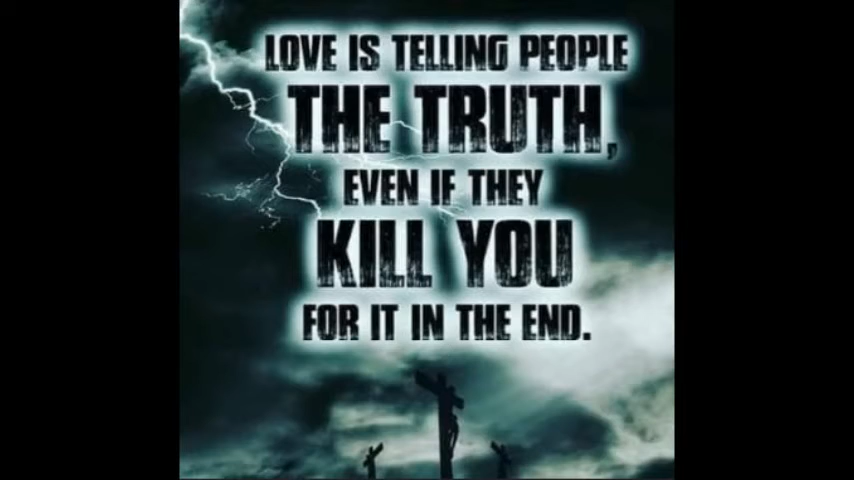 LOVE IS TELLING PEOPLE
THE TRUTH,
EVEN IF THEY
KILL YOU
FOR IT IN THE END.